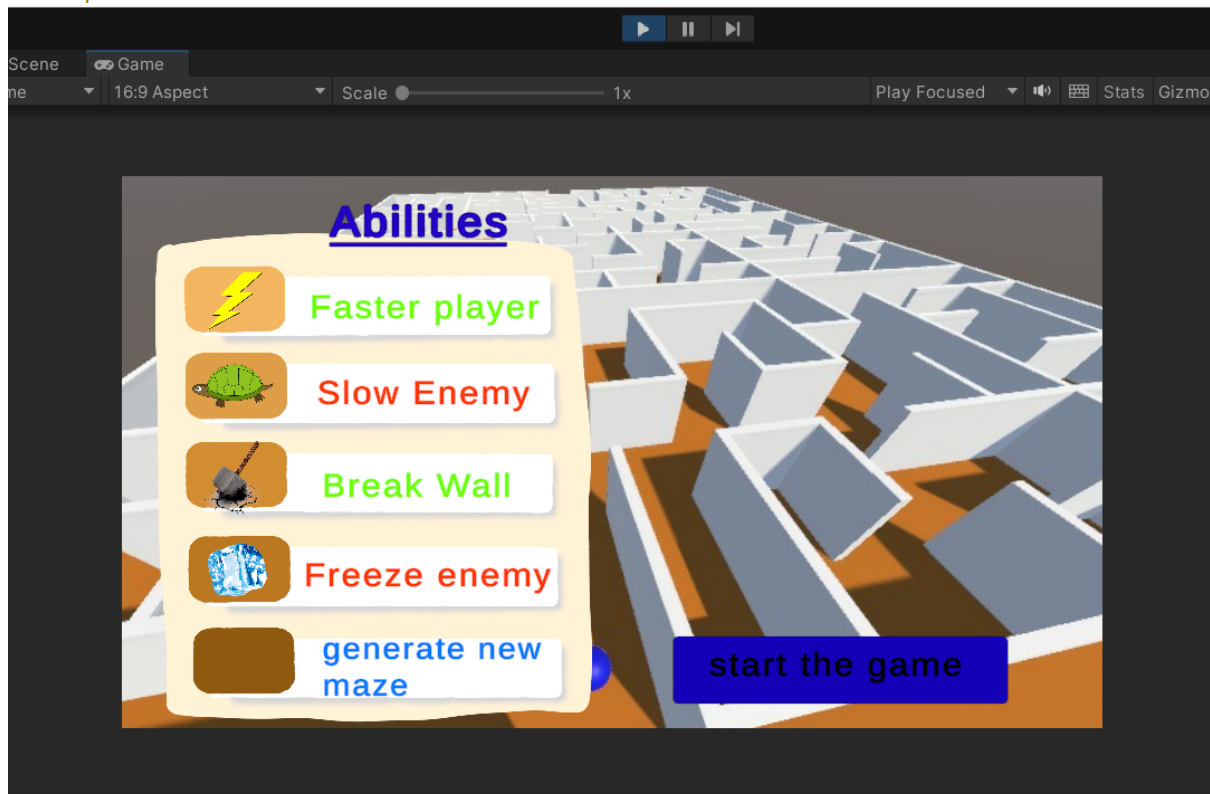 Scene
Game
16:9 Aspect
Scale
1x
Play Focused
Stats
Abilities
Faster player
Slow Enemy
Break Wall
Freeze enemy
generate new
maze
start the game